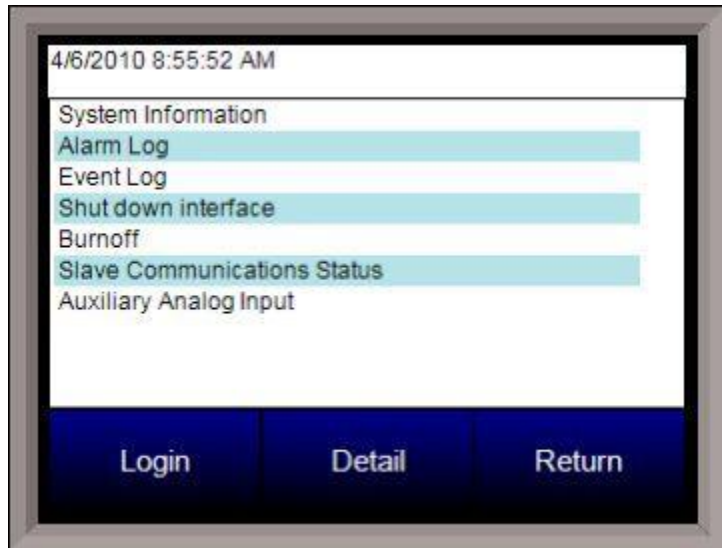 4/6/2010 8:55:52 AM
System Information
Alarm Log
Event Log
Shut down interface
Burnoff
Slave Communications Status
Auxiliary Analog Input
Login Detail Return